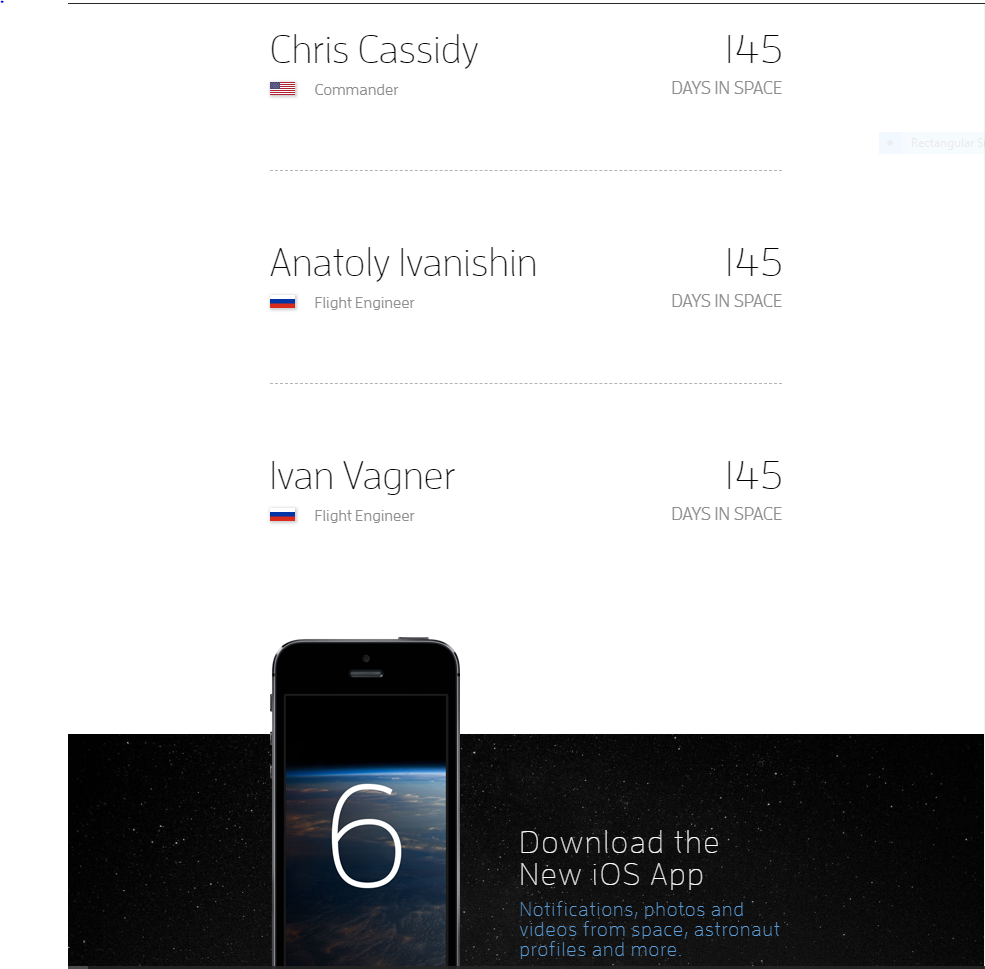 Chris Cassidy
145
Commander
DAYS IN SPACE
Rectangular
Anatoly Ivanishin
145
Flight Engineer
DAYS IN SPACE
Ivan Vagner
145
Flight Engineer
DAYS IN SPACE
6
Download the
New iOS App
Notifications, photos and
videos from space, astronaut
profiles and more.